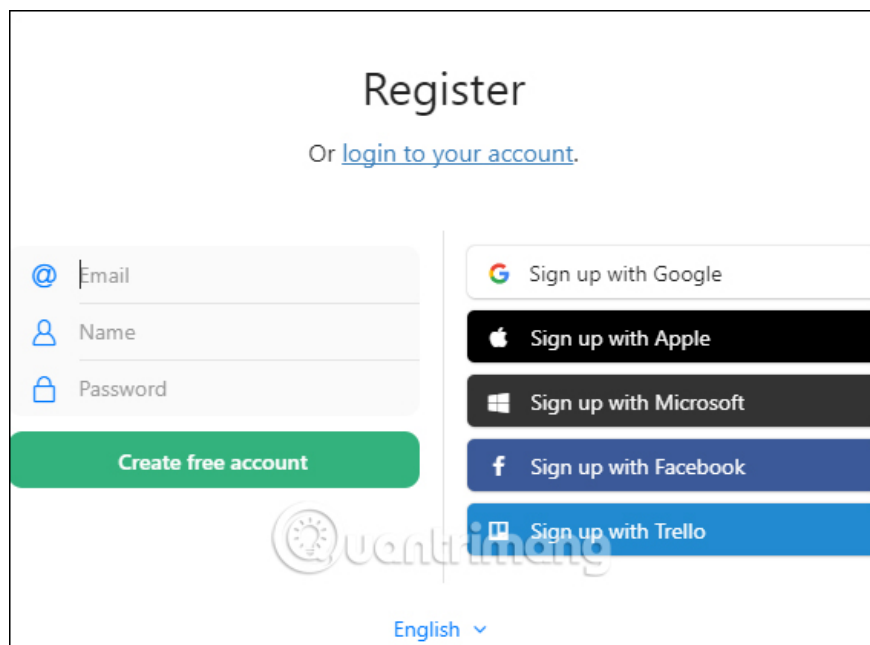 Register
Or login to your account.
@ Email
Name
Password
Create free account
Sign up with Google
Sign up with Apple
Sign up with Microsoft
Sign up with Facebook
Sign up with Trello
Quantrimang
English